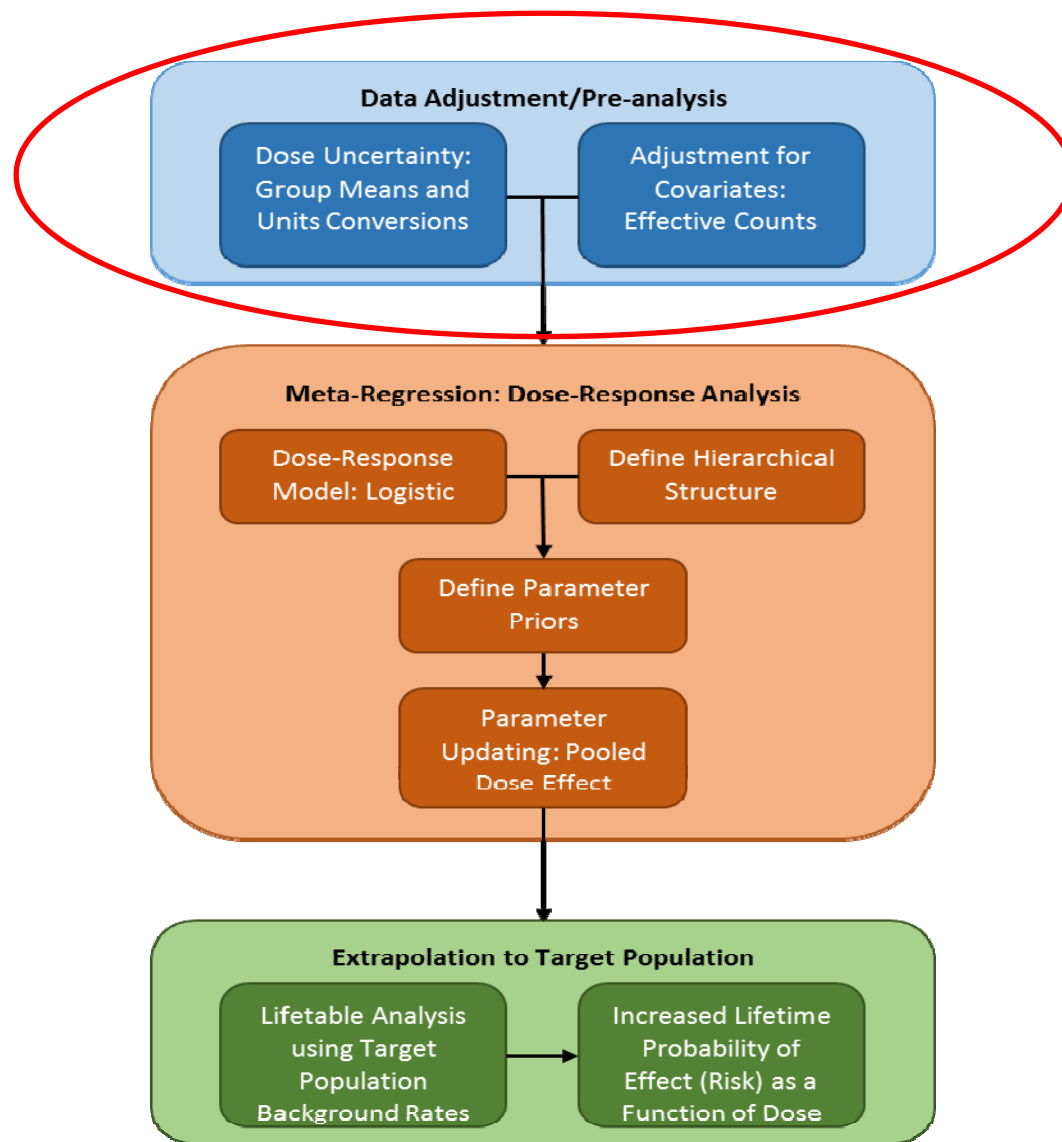 Data Adjustment/Pre-analysis
Dose Uncertainty:
Group Means and
Units Conversions
Adjustment for
Covariates:
Effective Counts
Meta-Regression: Dose-Response Analysis
Dose-Response
Model: Logistic
Define Hierarchical
Structure
Define Parameter
Priors
Parameter
Updating: Pooled
Dose Effect
Extrapolation to Target Population
Lifetable Analysis
using Target
Population
Background Rates
Increased Lifetime
Probability of
Effect (Risk) as a
Function of Dose